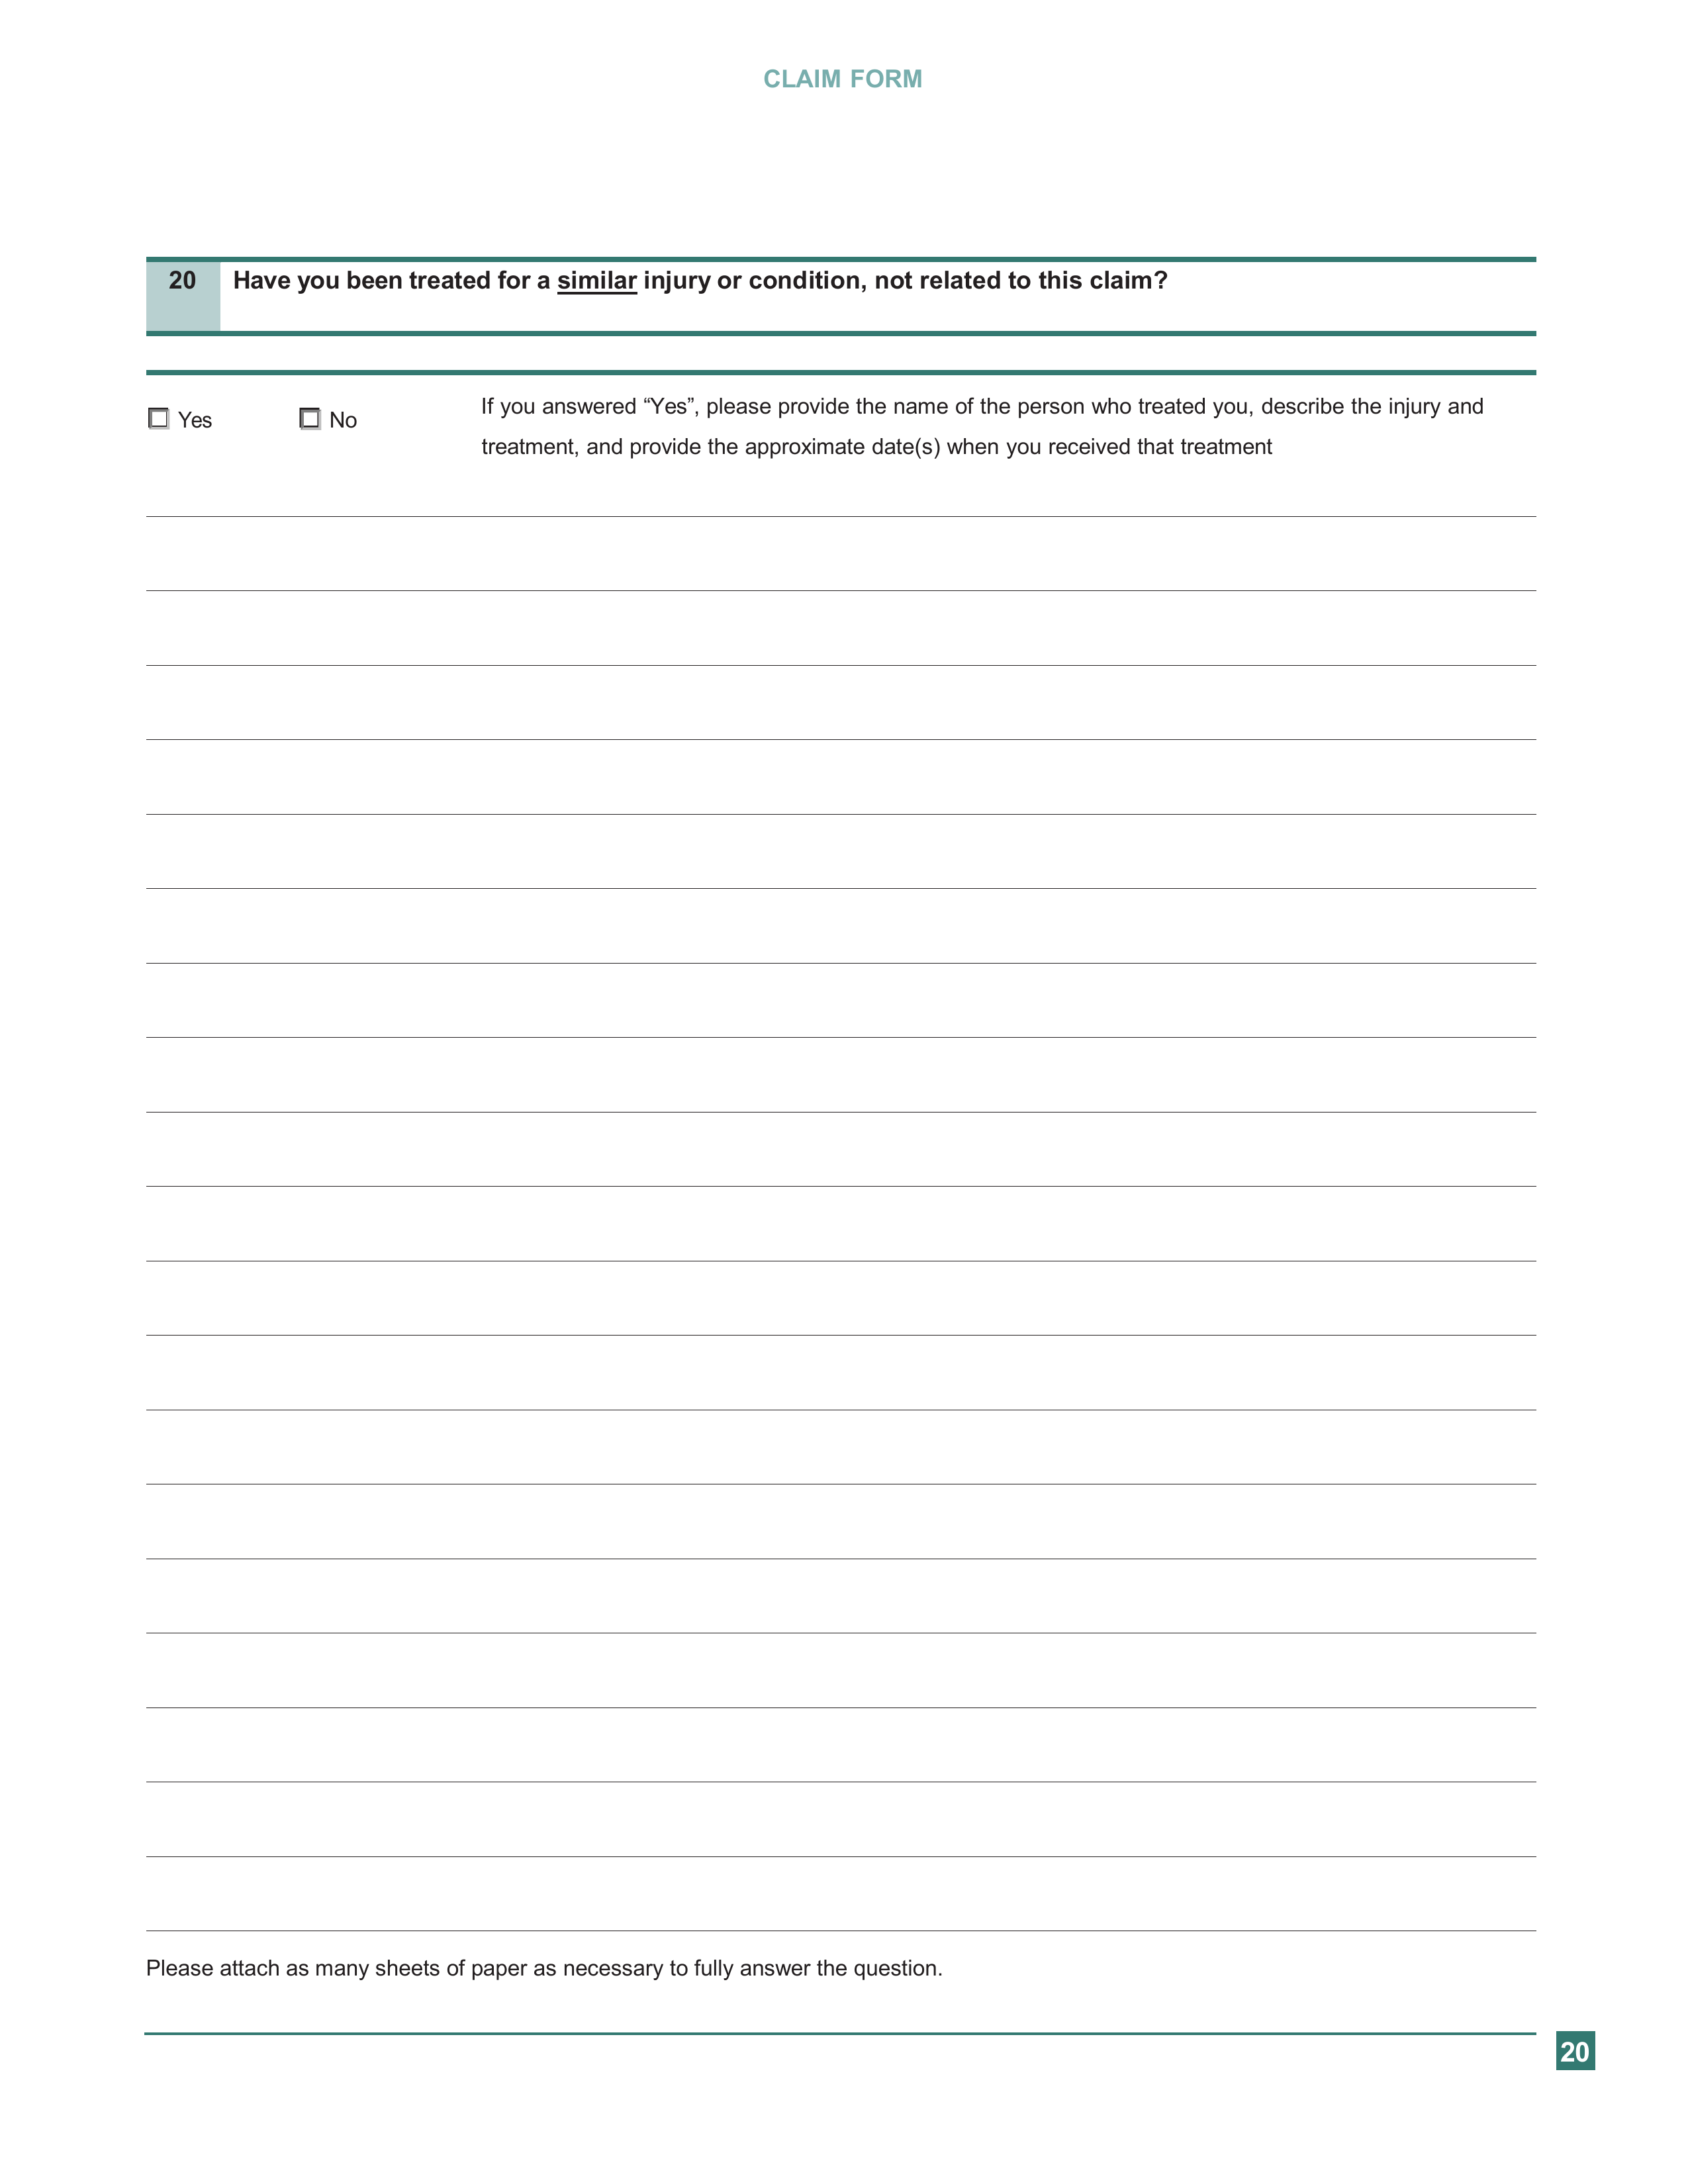 CLAIM FORM
20 Have you been treated for a similar injury or condition, not related to this claim?
Yes No If you answered “Yes”, please provide the name of the person who treated you, describe the injury and
treatment, and provide the approximate date(s) when you received that treatment
Please attach as many sheets of paper as necessary to fully answer the question.
20